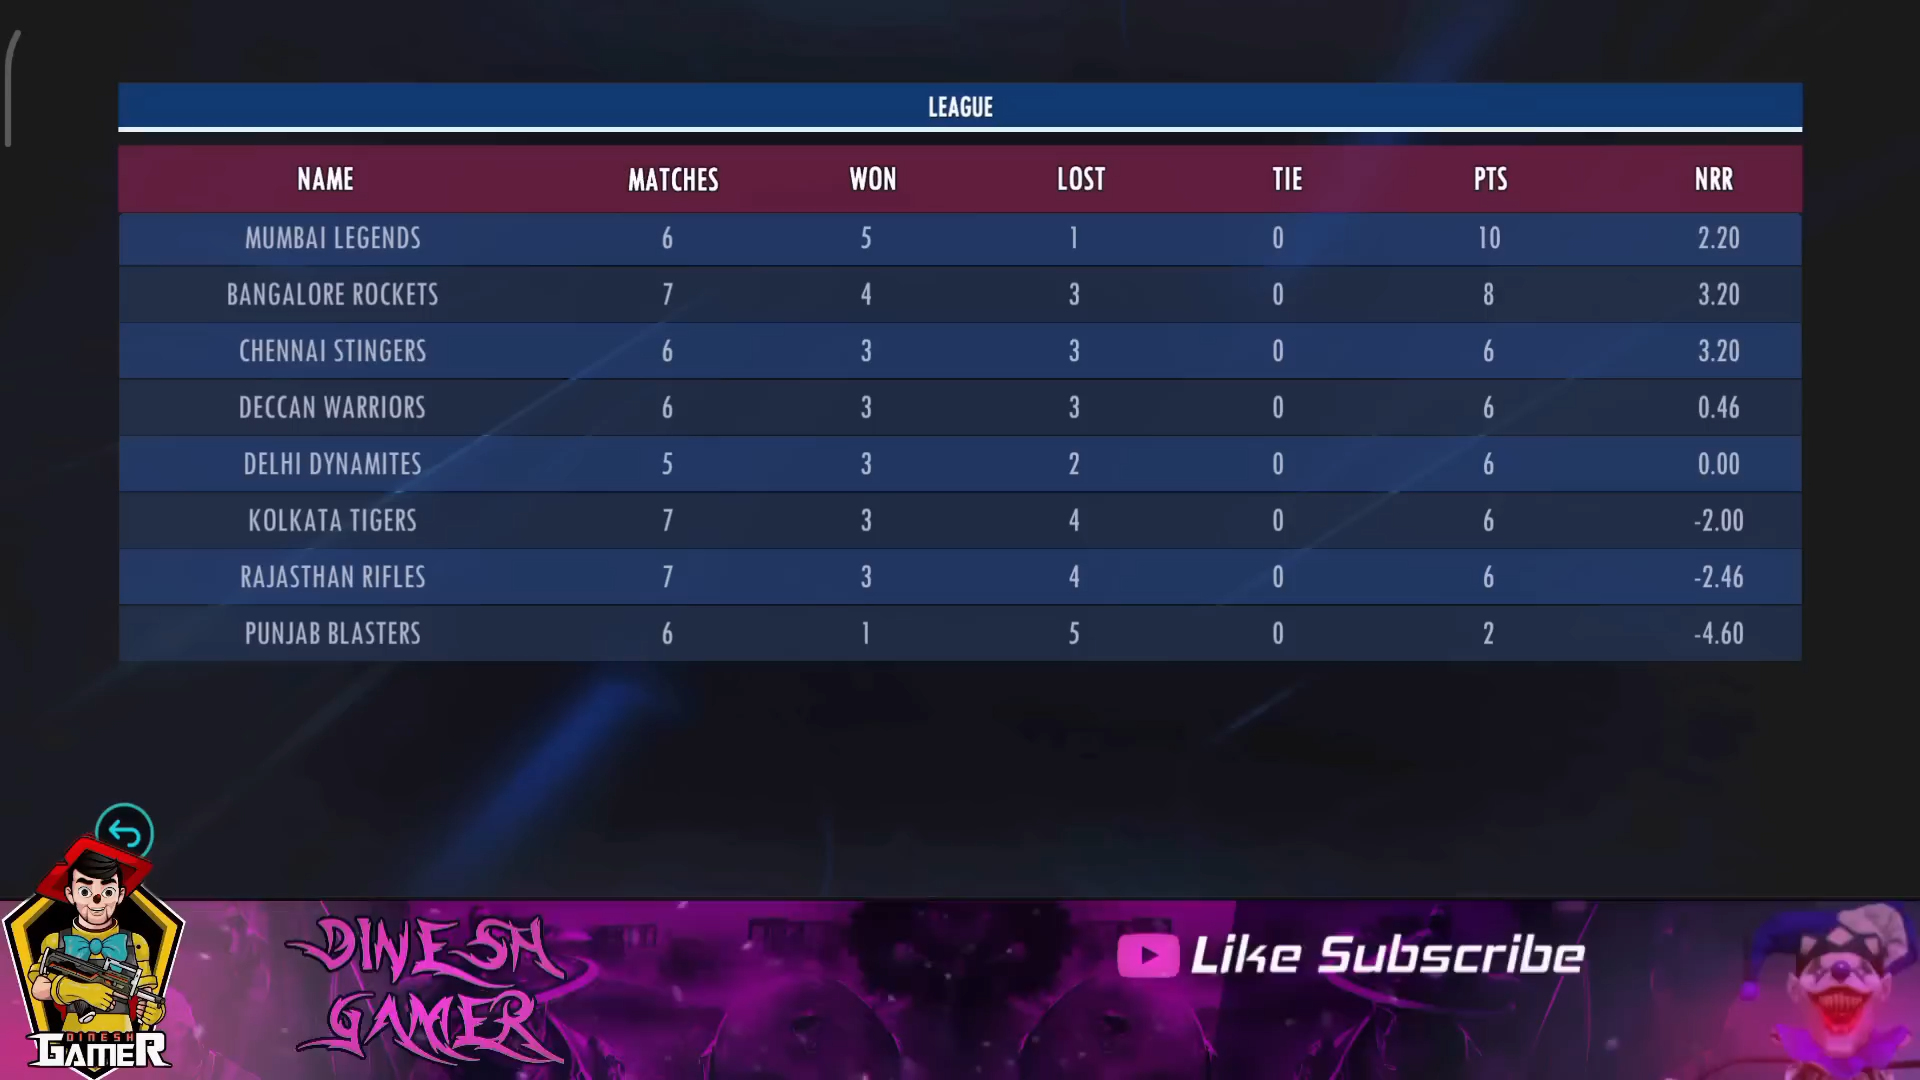 LEAGUE
NAME MATCHES WON LOST TIE PTS NRR
MUMBAI LEGENDS 6 5 1 0 10 2.20
BANGALORE ROCKETS 7 4 3 0 8 3.20
CHENNAI STINGERS 6 3 3 0 6 3.20
DECCAN WARRIORS 6 3 3 0 6 0.46
DELHI DYNAMITES 5 3 2 0 6 0.00
KOLKATA TIGERS 7 3 4 0 6 -2.00
RAJASTHAN RIFLES 7 3 4 0 6 -2.46
PUNJAB BLASTERS 6 1 5 0 2 -4.60
DINESH
GAMER
Like Subscribe
DINESH
GAMER